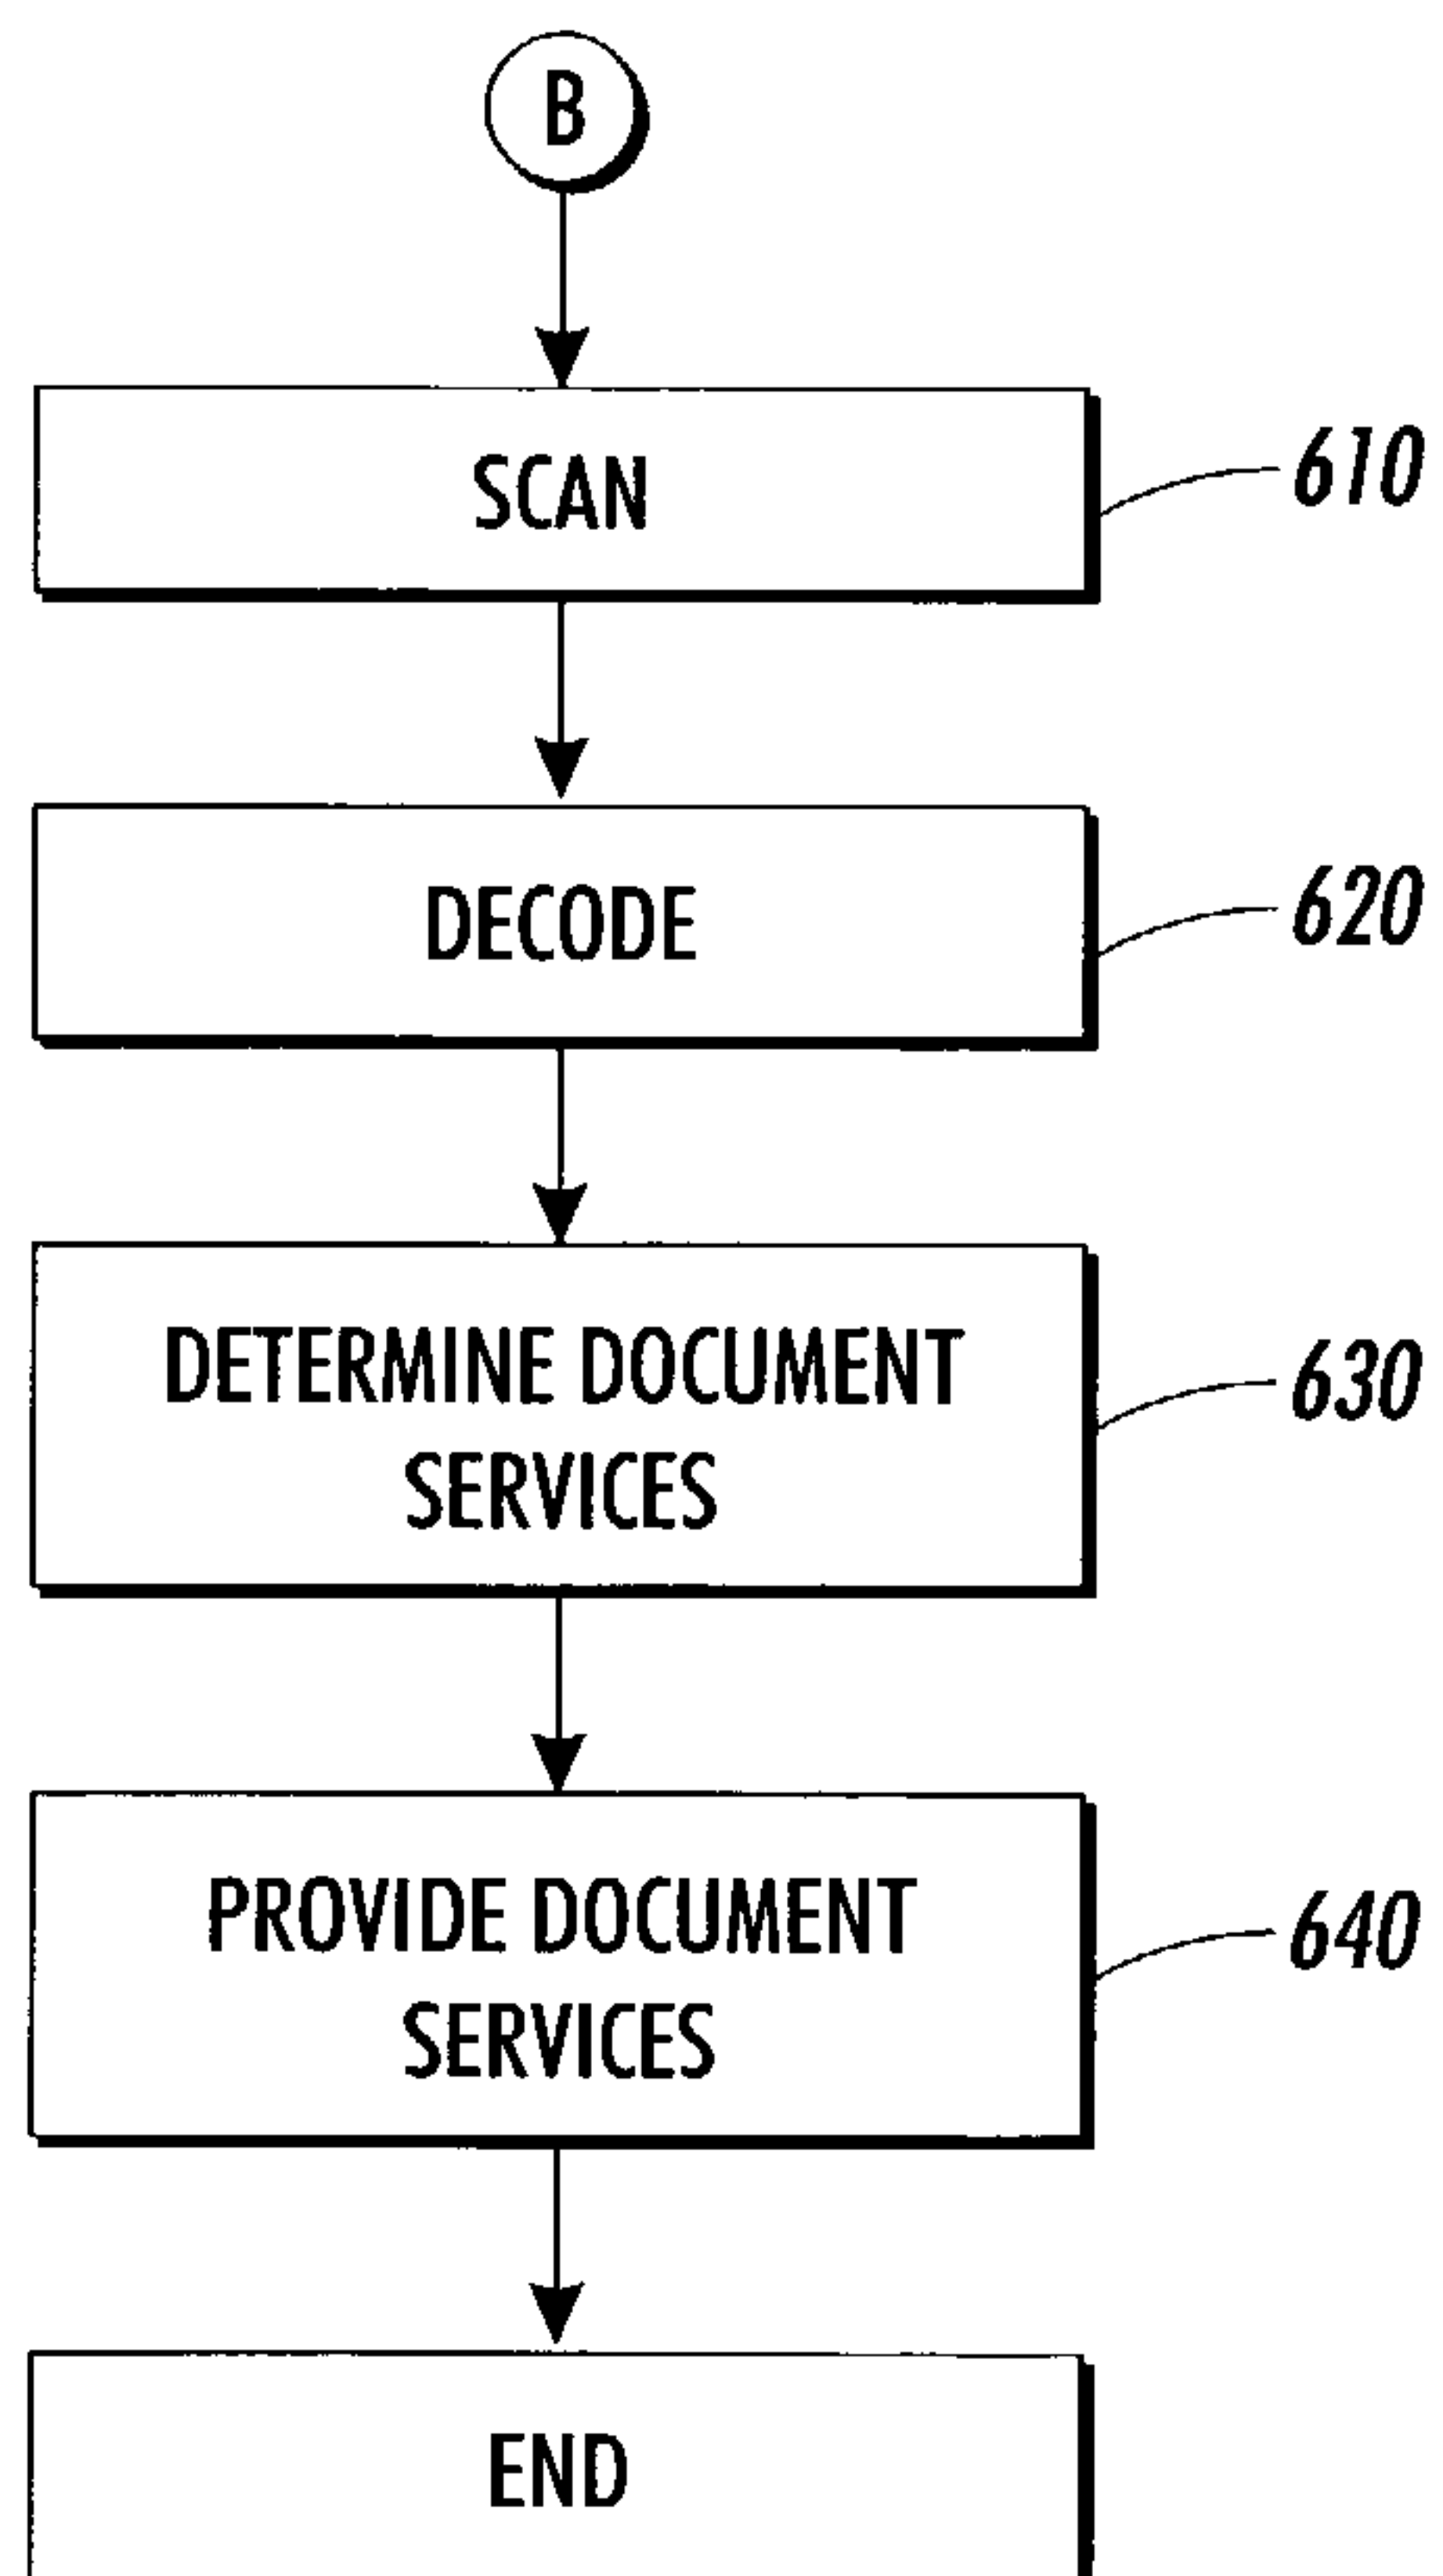 B
SCAN
610
DECODE
620
DETERMINE DOCUMENT
SERVICES
630
PROVIDE DOCUMENT
SERVICES
640
END